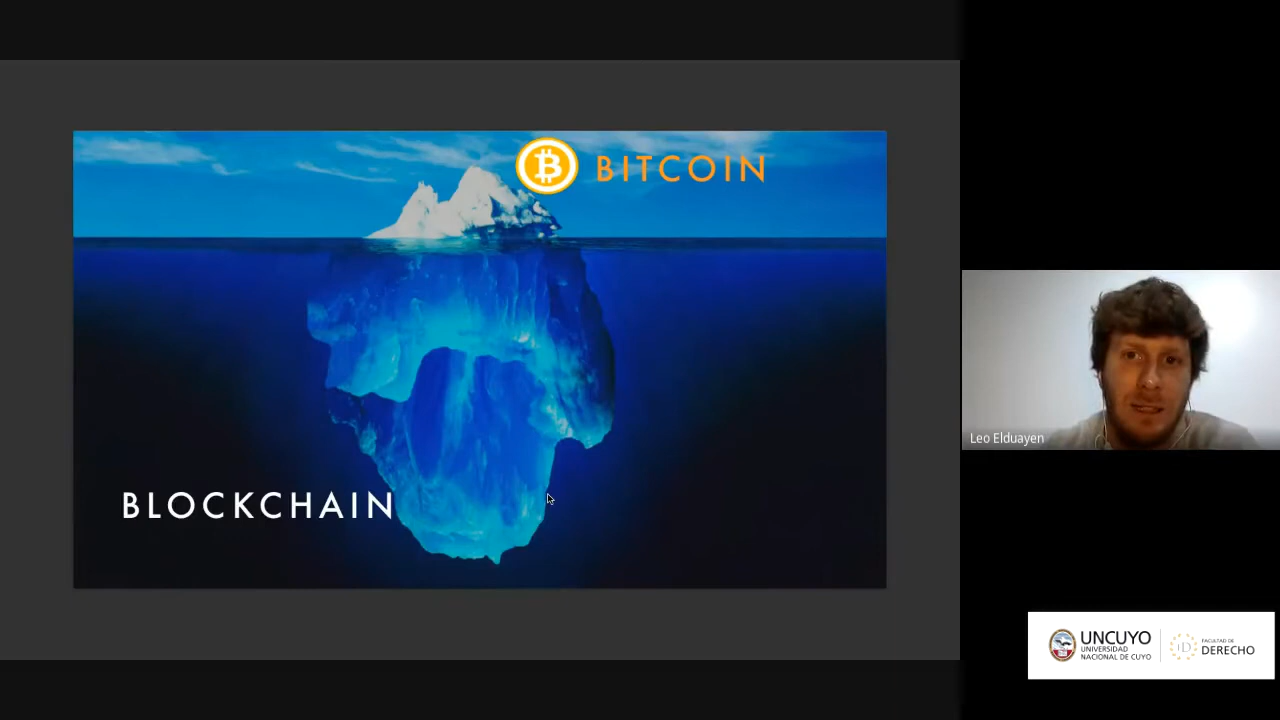 BITCOIN
BLOCKCHAIN
Leo Elduayen
UNCUYO
UNIVERSIDAD
NACIONAL DE CUYO
FACULTAD DE
DERECHO